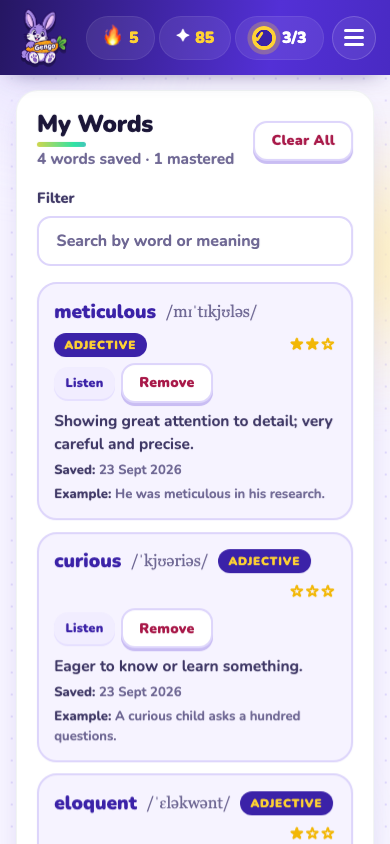 Gengo
5
85
3/3
My Words
4 words saved · 1 mastered
Clear All
Filter
Search by word or meaning
meticulous /mɪˈtɪkjʊləs/
ADJECTIVE
Listen
Remove
Showing great attention to detail; very
careful and precise.
Saved: 23 Sept 2026
Example: He was meticulous in his research.
curious /ˈkjʊəriəs/ ADJECTIVE
Listen
Remove
Eager to know or learn something.
Saved: 23 Sept 2026
Example: A curious child asks a hundred
questions.
eloquent /ˈɛləkwənt/ ADJECTIVE